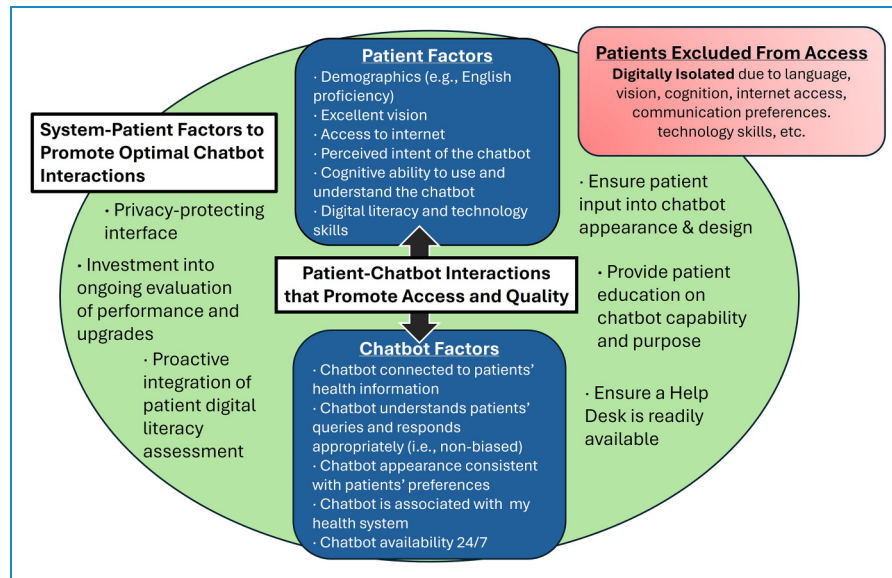 Patient Factors
· Demographics (e.g., English
proficiency)
· Excellent vision
· Access to internet
· Perceived intent of the chatbot
· Cognitive ability to use and
understand the chatbot
· Digital literacy and technology
skills
Patients Excluded From Access
Digitally Isolated due to language,
vision, cognition, internet access,
communication preferences.
technology skills, etc.
System-Patient Factors to
Promote Optimal Chatbot
Interactions
· Privacy-protecting
interface
· Investment into
ongoing evaluation
of performance and
upgrades
· Proactive
integration of
patient digital
literacy
assessment
Patient-Chatbot Interactions
that Promote Access and Quality
· Ensure patient
input into chatbot
appearance & design
· Provide patient
education on
chatbot capability
and purpose
· Ensure a Help
Desk is readily
available
Chatbot Factors
· Chatbot connected to patients’
health information
· Chatbot understands patients’
queries and responds
appropriately (i.e., non-biased)
· Chatbot appearance consistent
with patients’ preferences
· Chatbot is associated with my
health system
· Chatbot availability 24/7